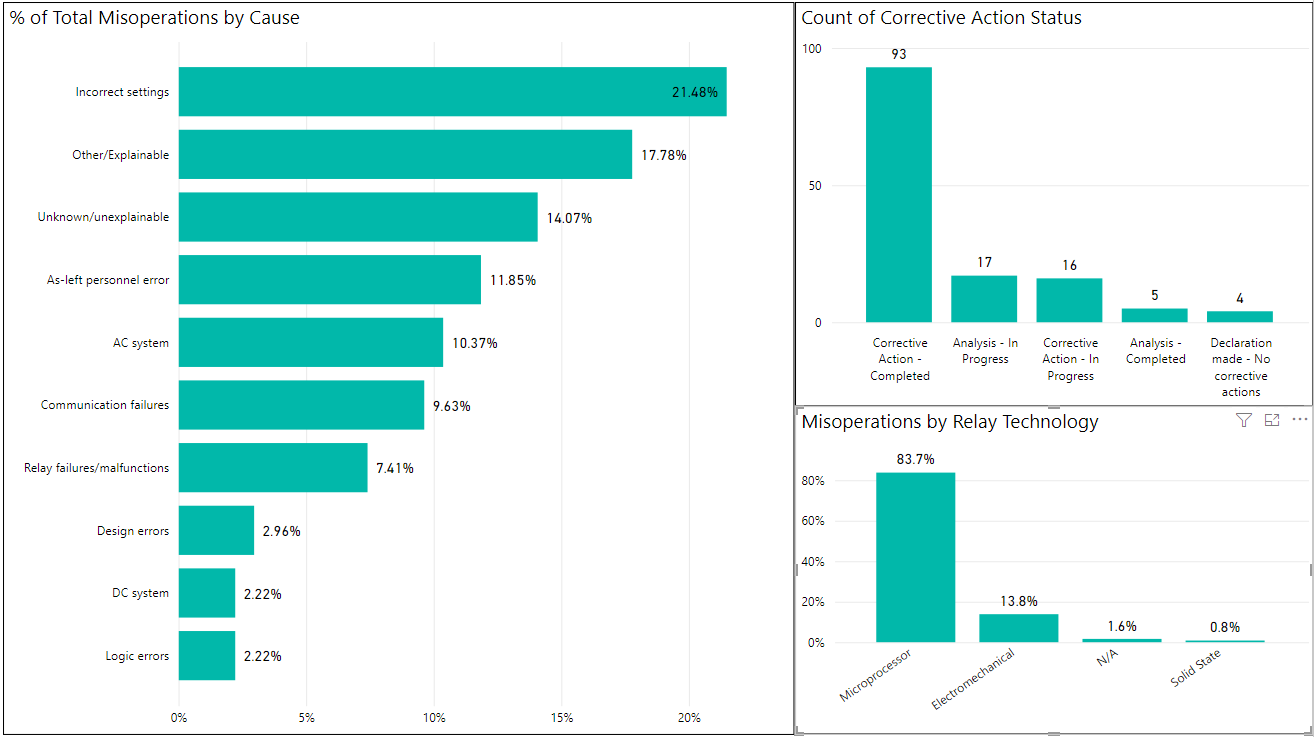 % of Total Misoperations by Cause
Incorrect settings
21.48%
Other/Explainable
17.78%
Unknown/unexplainable
14.07%
As-left personnel error
11.85%
AC system
10.37%
Communication failures
9.63%
Relay failures/malfunctions
7.41%
Design errors
2.96%
DC system
2.22%
Logic errors
2.22%
0%
5%
10%
15%
20%
Count of Corrective Action Status
100
50
0
93
17
16
5
4
Corrective
Action -
Completed
Analysis - In
Progress
Corrective
Action - In
Progress
Analysis -
Completed
Declaration
made - No
corrective
actions
Misoperations by Relay Technology
80%
60%
40%
20%
0%
83.7%
13.8%
1.6%
0.8%
Microprocessor
Electromechanical
N/A
Solid State